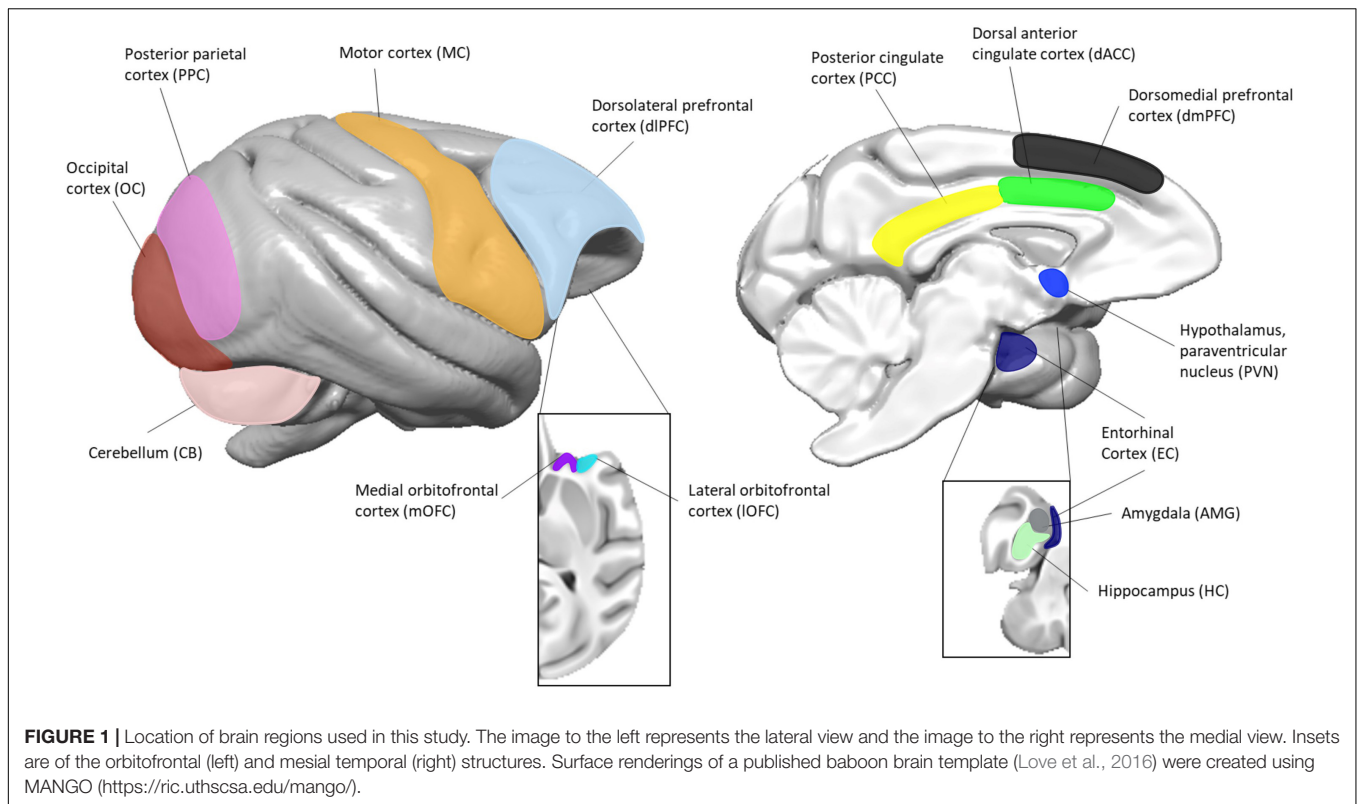 Posterior parietal
cortex (PPC)
Motor cortex (MC)
Dorsolateral prefrontal
cortex (dlPFC)
Occipital
cortex (OC)
Cerebellum (CB)
Medial orbitofrontal
cortex (mOFC)
Lateral orbitofrontal
cortex (lOFC)
Posterior cingulate
cortex (PCC)
Dorsal anterior
cingulate cortex (dACC)
Dorsomedial prefrontal
cortex (dmPFC)
Hypothalamus,
paraventricular
nucleus (PVN)
Entorhinal
Cortex (EC)
Amygdala (AMG)
Hippocampus (HC)
FIGURE 1 | Location of brain regions used in this study. The image to the left represents the lateral view and the image to the right represents the medial view. Insets
are of the orbitofrontal (left) and mesial temporal (right) structures. Surface renderings of a published baboon brain template (Love et al., 2016) were created using
MANGO (https://ric.uthscsa.edu/mango/).